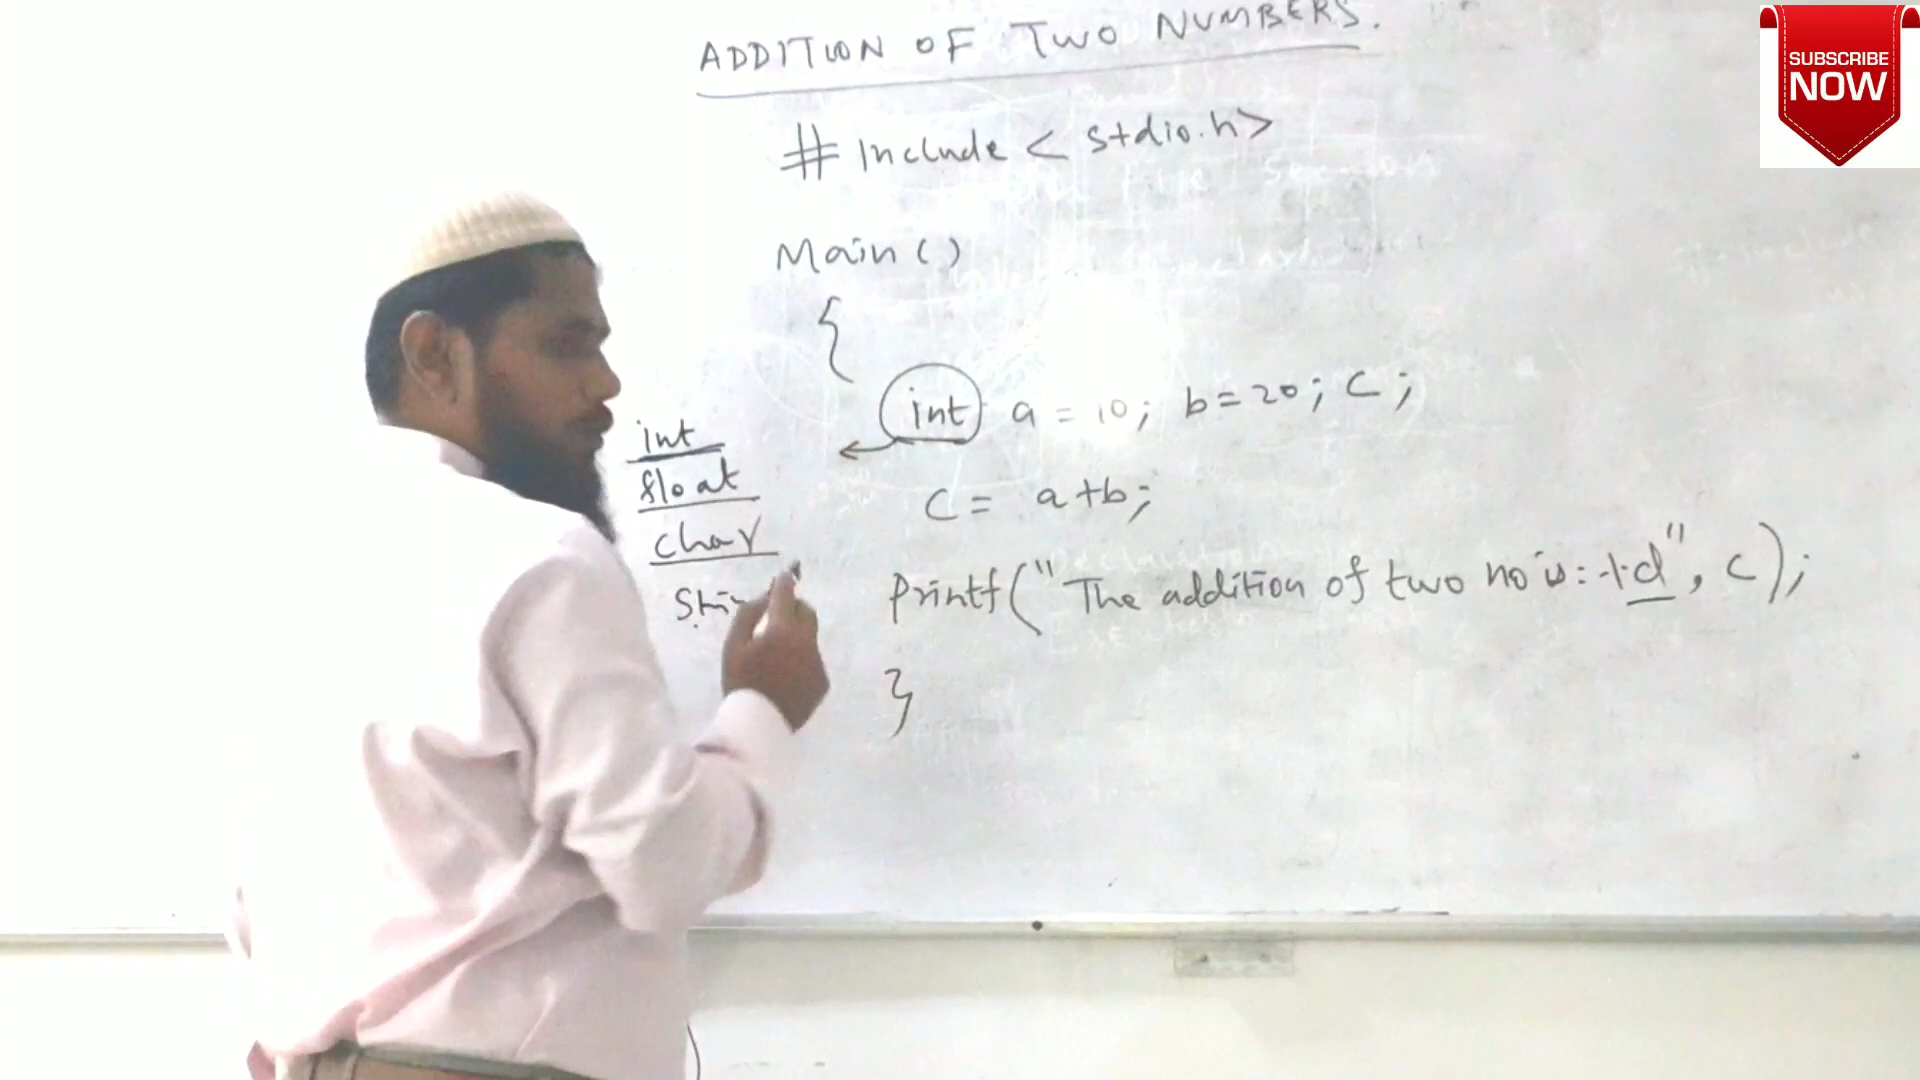 ADDITION OF TWO NUMBERS.
SUBSCRIBE
NOW
# Include < stdio.h>
Main ()
{
int a = 10; b = 20; C;
int
float
char
C = a+b;
Printf("The addition of two no is: %d", C);
}